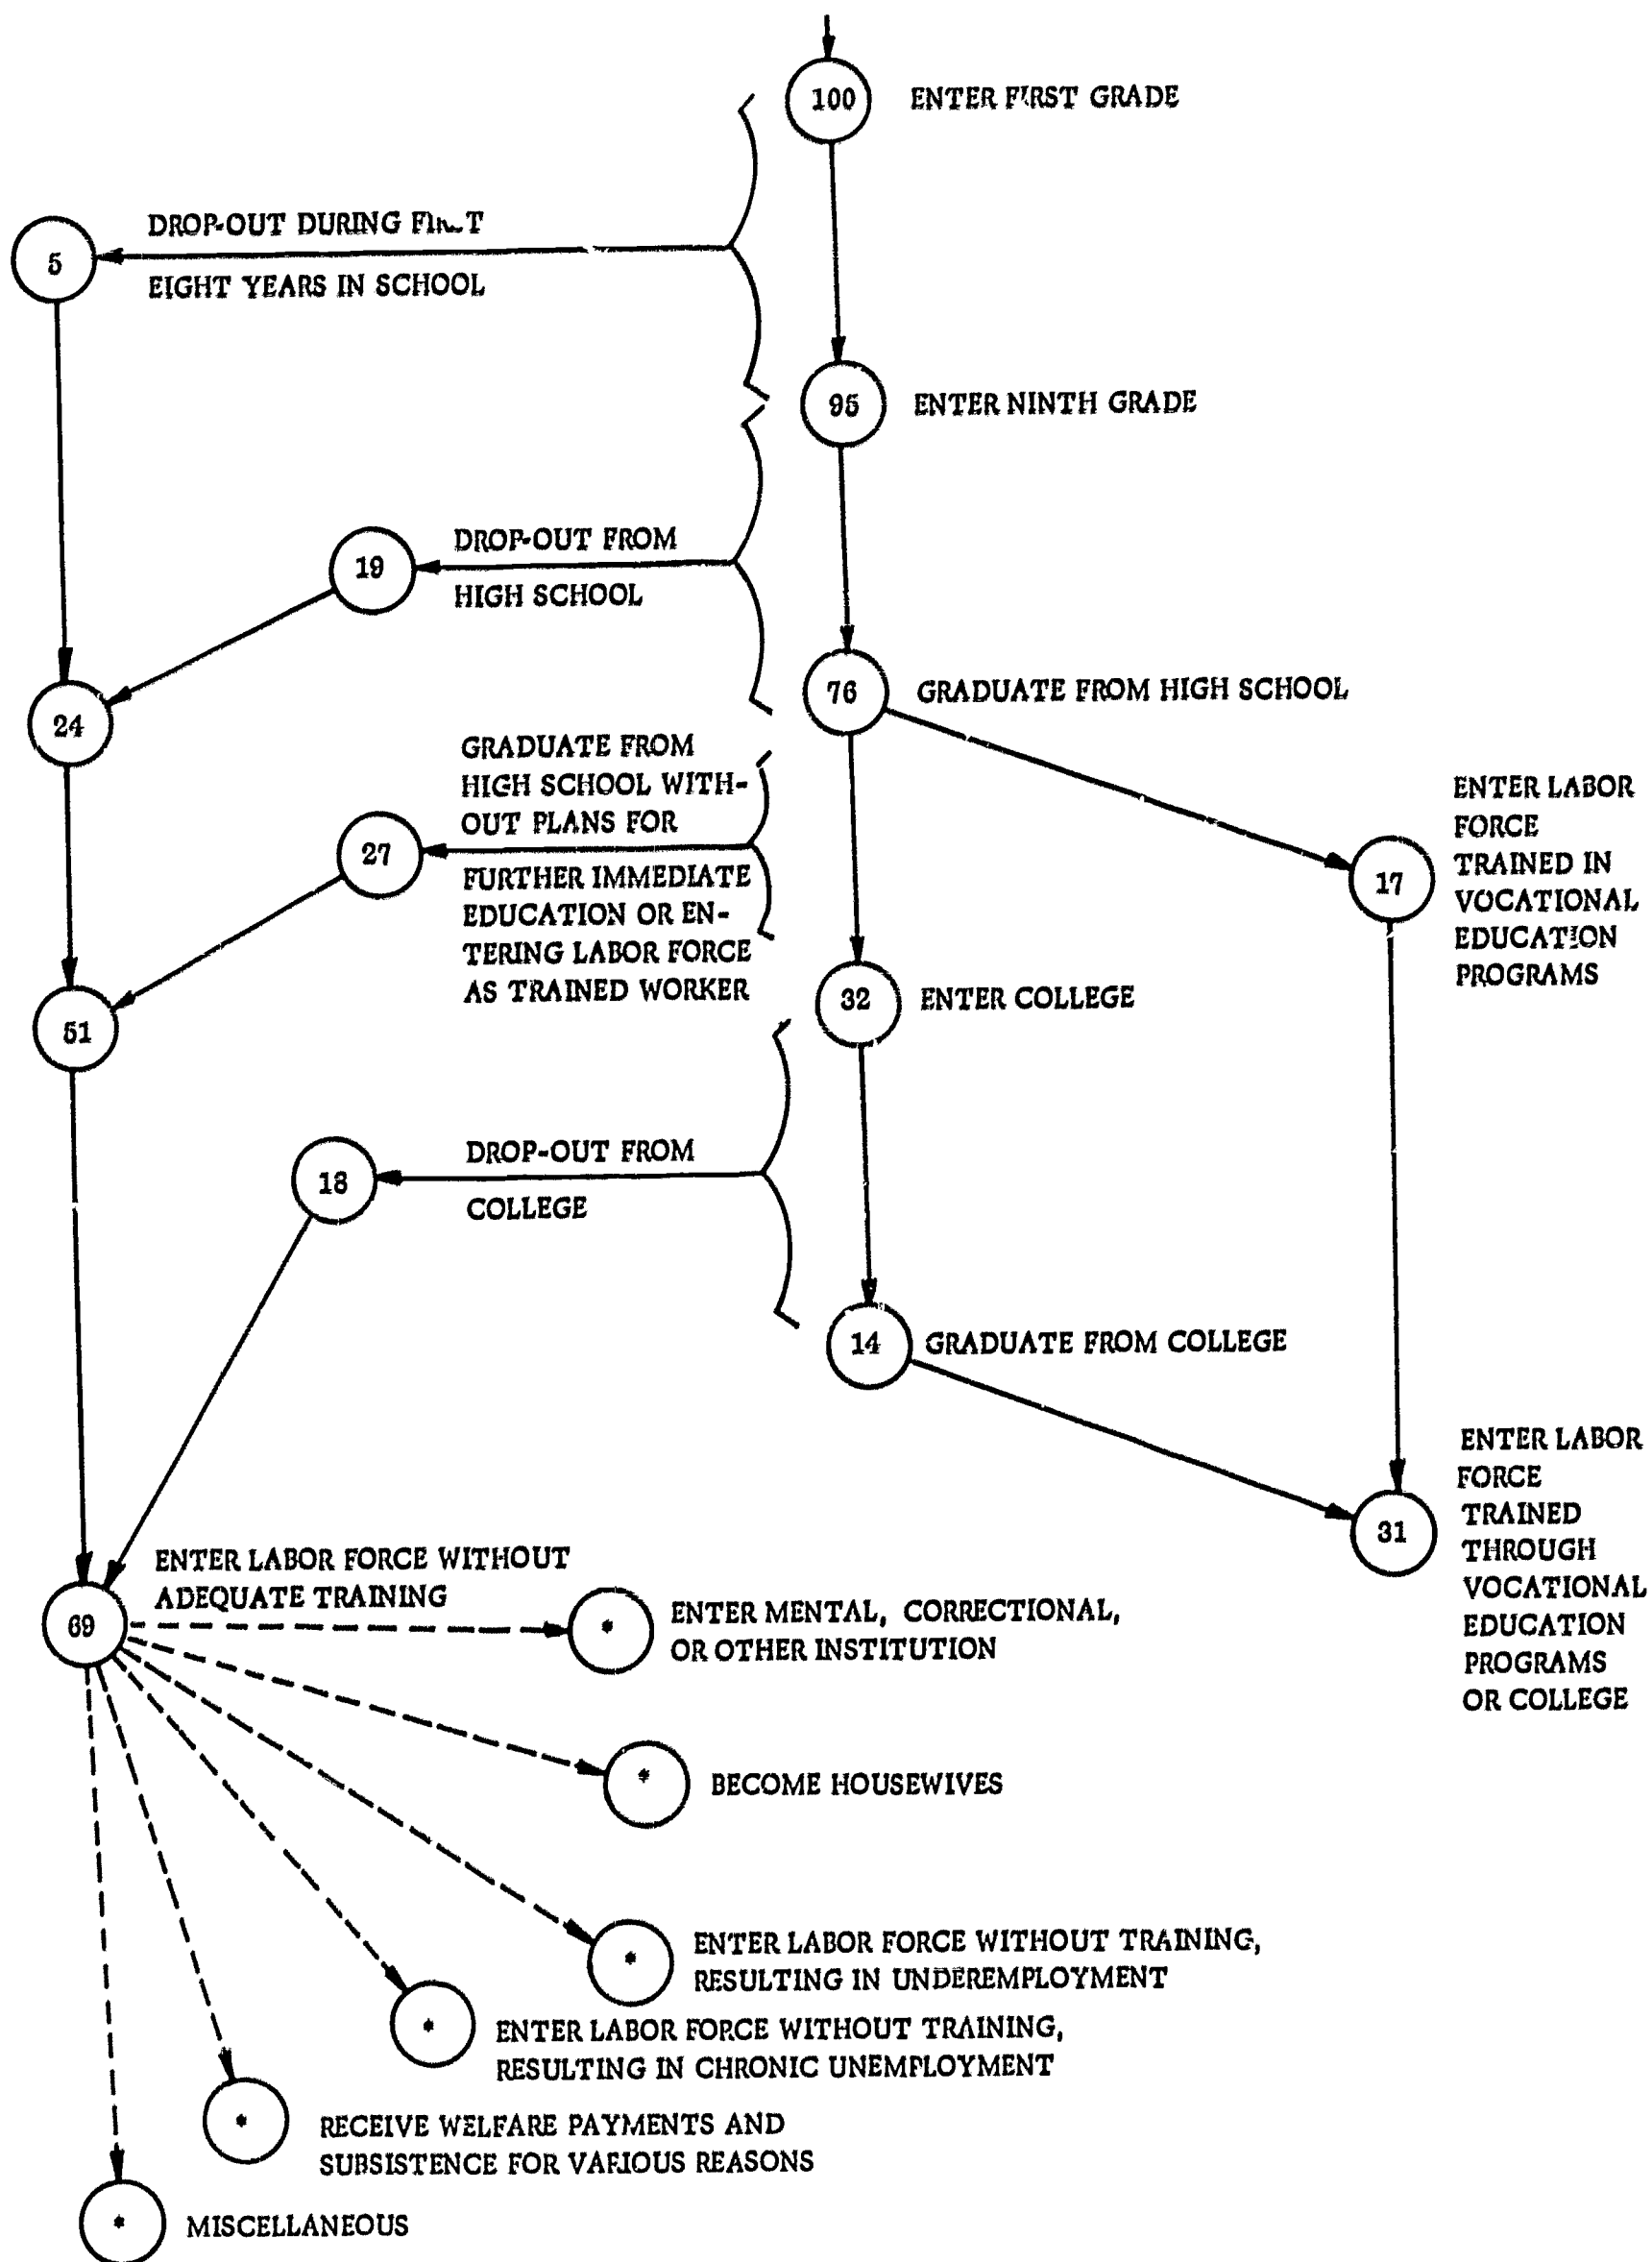 100
ENTER FIRST GRADE
DROP-OUT DURING
5
EIGHT YEARS IN SCHOOL
95
ENTER NINTH GRADE
DROP-OUT FROM
19
HIGH SCHOOL
76
GRADUATE FROM HIGH SCHOOL
24
GRADUATE FROM
HIGH SCHOOL WITH-
OUT PLANS FOR
27
FURTHER IMMEDIATE
EDUCATION OR EN-
TERING LABOR FORCE
AS TRAINED WORKER
ENTER LABOR
FORCE
TRAINED IN
VOCATIONAL
EDUCATION
PROGRAMS
17
32
ENTER COLLEGE
51
DROP-OUT FROM
18
COLLEGE
14
GRADUATE FROM COLLEGE
ENTER LABOR
FORCE
TRAINED
THROUGH
VOCATIONAL
EDUCATION
PROGRAMS
OR COLLEGE
31
ENTER LABOR FORCE WITHOUT
ADEQUATE TRAINING
69
*
ENTER MENTAL, CORRECTIONAL,
OR OTHER INSTITUTION
*
BECOME HOUSEWIVES
*
ENTER LABOR FORCE WITHOUT TRAINING,
RESULTING IN UNDEREMPLOYMENT
*
ENTER LABOR FORCE WITHOUT TRAINING,
RESULTING IN CHRONIC UNEMPLOYMENT
*
RECEIVE WELFARE PAYMENTS AND
SUBSISTENCE FOR VARIOUS REASONS
*
MISCELLANEOUS